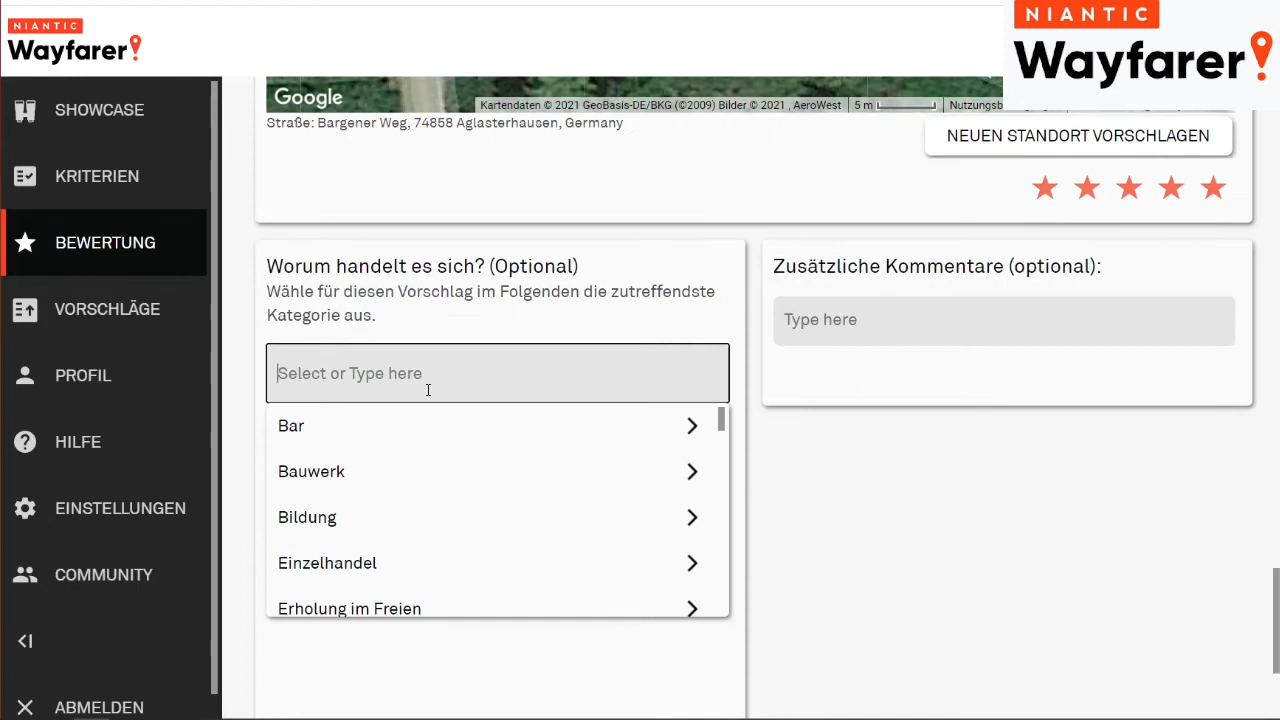 NIANTIC
Wayfarer!
NIANTIC
Wayfarer!
SHOWCASE
KRITERIEN
BEWERTUNG
VORSCHLÄGE
PROFIL
HILFE
EINSTELLUNGEN
COMMUNITY
ABMELDEN
Google
Kartendaten © 2021 GeoBasis-DE/BKG (©2009) Bilder © 2021 , AeroWest
5 m
Straße: Bargener Weg, 74858 Aglasterhausen, Germany
NEUEN STANDORT VORSCHLAGEN
Worum handelt es sich? (Optional)
Wähle für diesen Vorschlag im Folgenden die zutreffendste
Kategorie aus.
Select or Type here
Bar
Bauwerk
Bildung
Einzelhandel
Erholung im Freien
Zusätzliche Kommentare (optional):
Type here